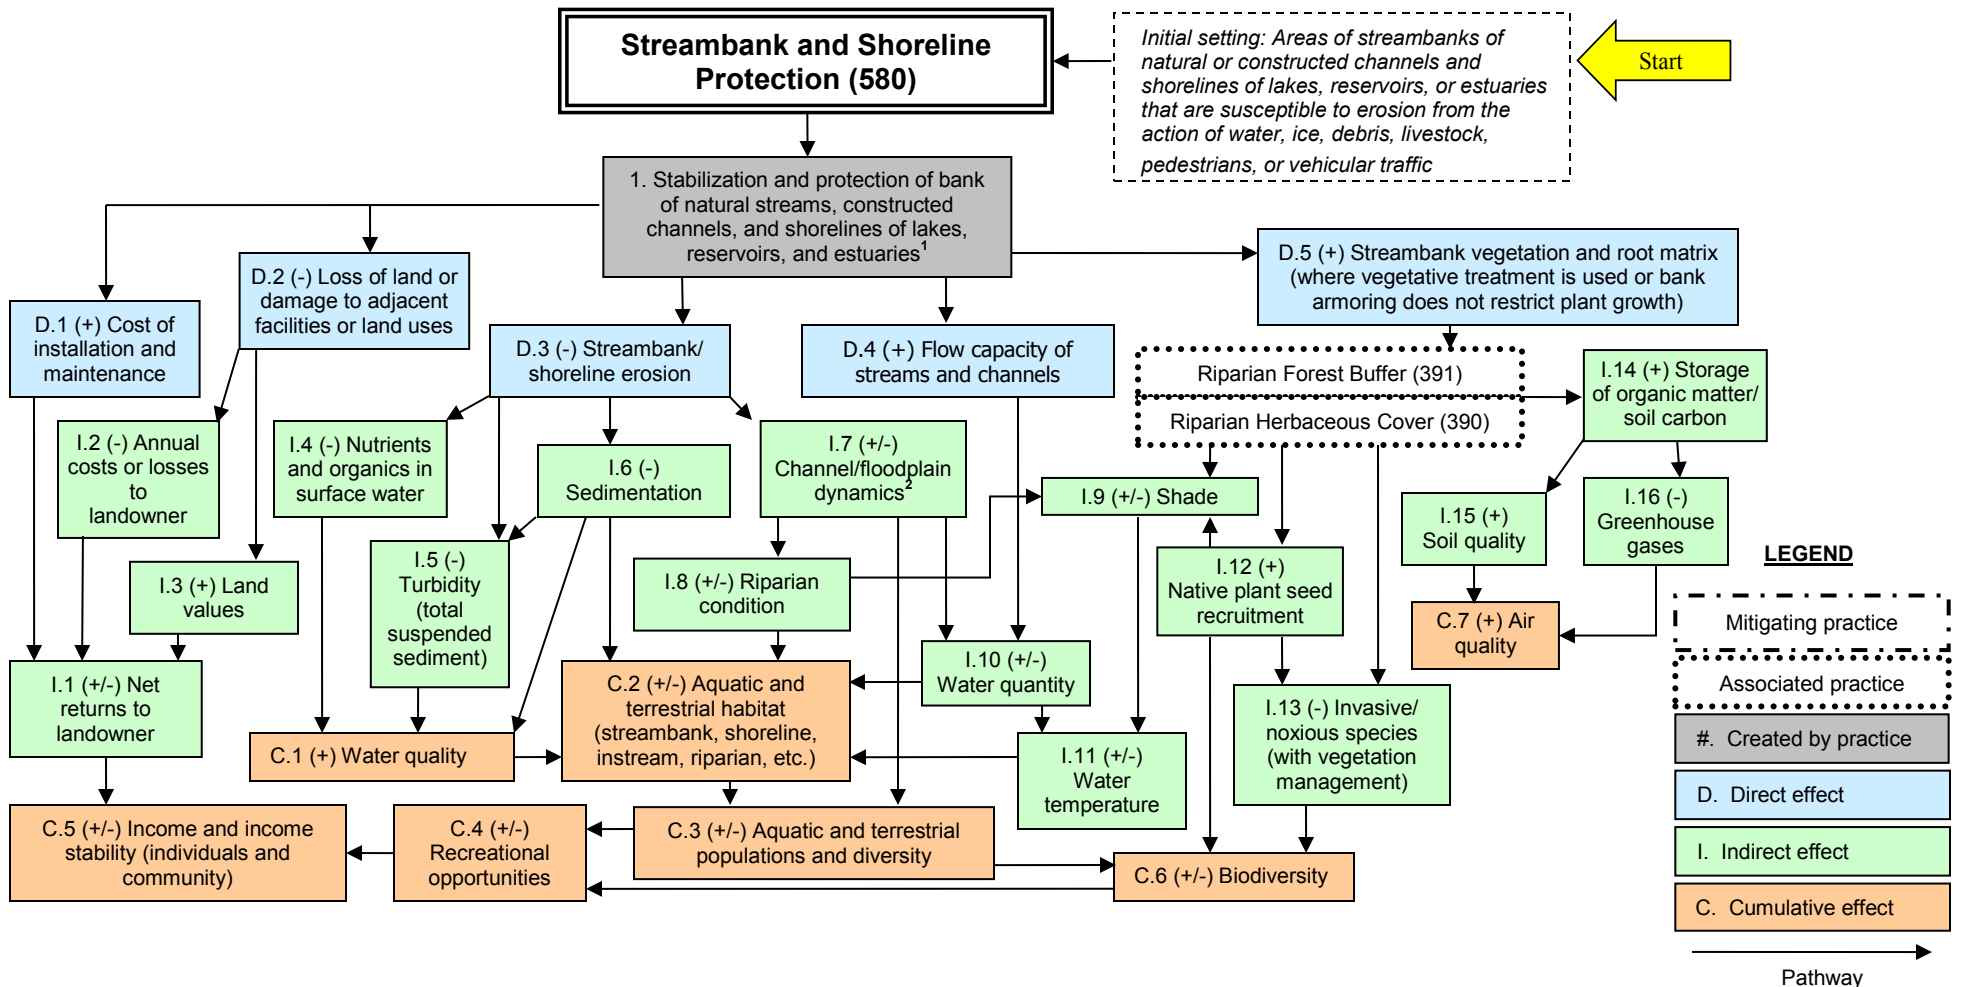 Streambank and Shoreline
Protection (580)
Initial setting: Areas of streambanks of
natural or constructed channels and
shorelines of lakes, reservoirs, or estuaries
that are susceptible to erosion from the
action of water, ice, debris, livestock,
pedestrians, or vehicular traffic
Start
1. Stabilization and protection of bank
of natural streams, constructed
channels, and shorelines of lakes,
reservoirs, and estuaries1
D.1 (+) Cost of
installation and
maintenance
D.2 (-) Loss of land or
damage to adjacent
facilities or land uses
D.3 (-) Streambank/
shoreline erosion
D.4 (+) Flow capacity of
streams and channels
D.5 (+) Streambank vegetation and root matrix
(where vegetative treatment is used or bank
armoring does not restrict plant growth)
Riparian Forest Buffer (391)
Riparian Herbaceous Cover (390)
I.14 (+) Storage
of organic matter/
soil carbon
I.2 (-) Annual
costs or losses
to
landowner
I.4 (-) Nutrients
and organics in
surface water
I.6 (-)
Sedimentation
I.7 (+/-)
Channel/floodplain
dynamics2
I.9 (+/-) Shade
I.15 (+)
Soil quality
I.16 (-)
Greenhouse
gases
I.3 (+) Land
values
I.5 (-)
Turbidity
(total
suspended
sediment)
I.8 (+/-) Riparian
condition
I.12 (+)
Native plant seed
recruitment
C.7 (+) Air
quality
I.1 (+/-) Net
returns to
landowner
C.2 (+/-) Aquatic and
terrestrial habitat
(streambank, shoreline,
instream, riparian, etc.)
I.10 (+/-)
Water quantity
I.13 (-) Invasive/
noxious species
(with vegetation
management)
C.1 (+) Water quality
I.11 (+/-)
Water
temperature
C.5 (+/-) Income and income
stability (individuals and
community)
C.4 (+/-)
Recreational
opportunities
C.3 (+/-) Aquatic and terrestrial
populations and diversity
C.6 (+/-) Biodiversity
LEGEND
Mitigating practice
Associated practice
#. Created by practice
D. Direct effect
I. Indirect effect
C. Cumulative effect
Pathway